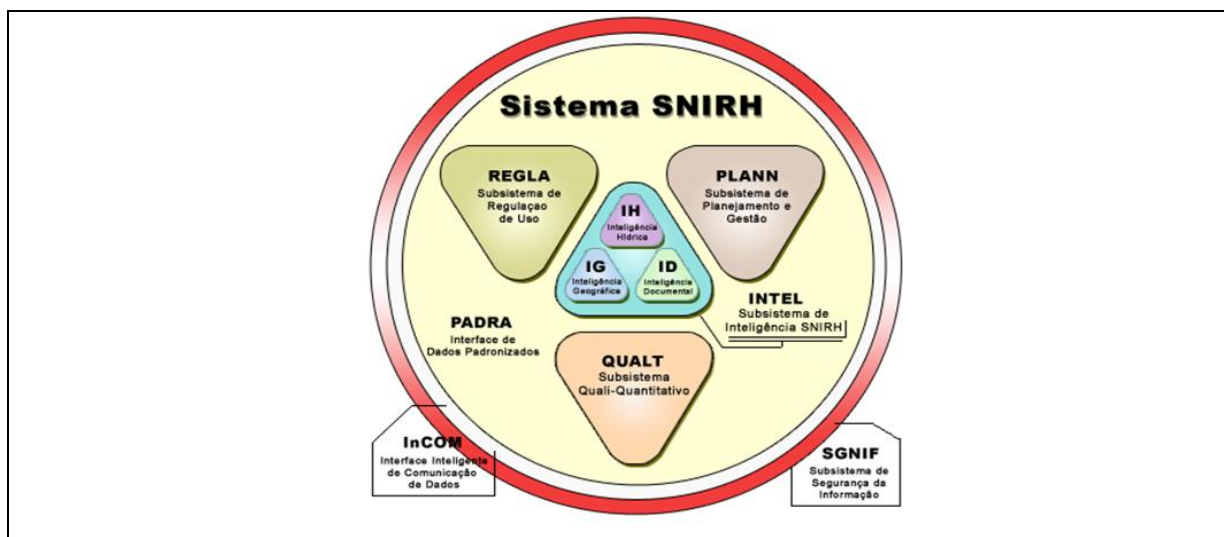 Sistema SNIRH
REGLA
Subsistema de
Regulaçao
de Uso
PLANN
Subsistema de
Planejamento e
Gestão
IH
Inteligência
Hídrica
IG
Inteligência
Geográfica
ID
Inteligência
Documental
INTEL
Subsistema de
Inteligência SNIRH
PADRA
Interface de
Dados Padronizados
QUALT
Subsistema
Quali-Quantitativo
InCOM
Interface Inteligente
de Comunicação
de Dados
SGNIF
Subsistema de
Segurança da
Informação